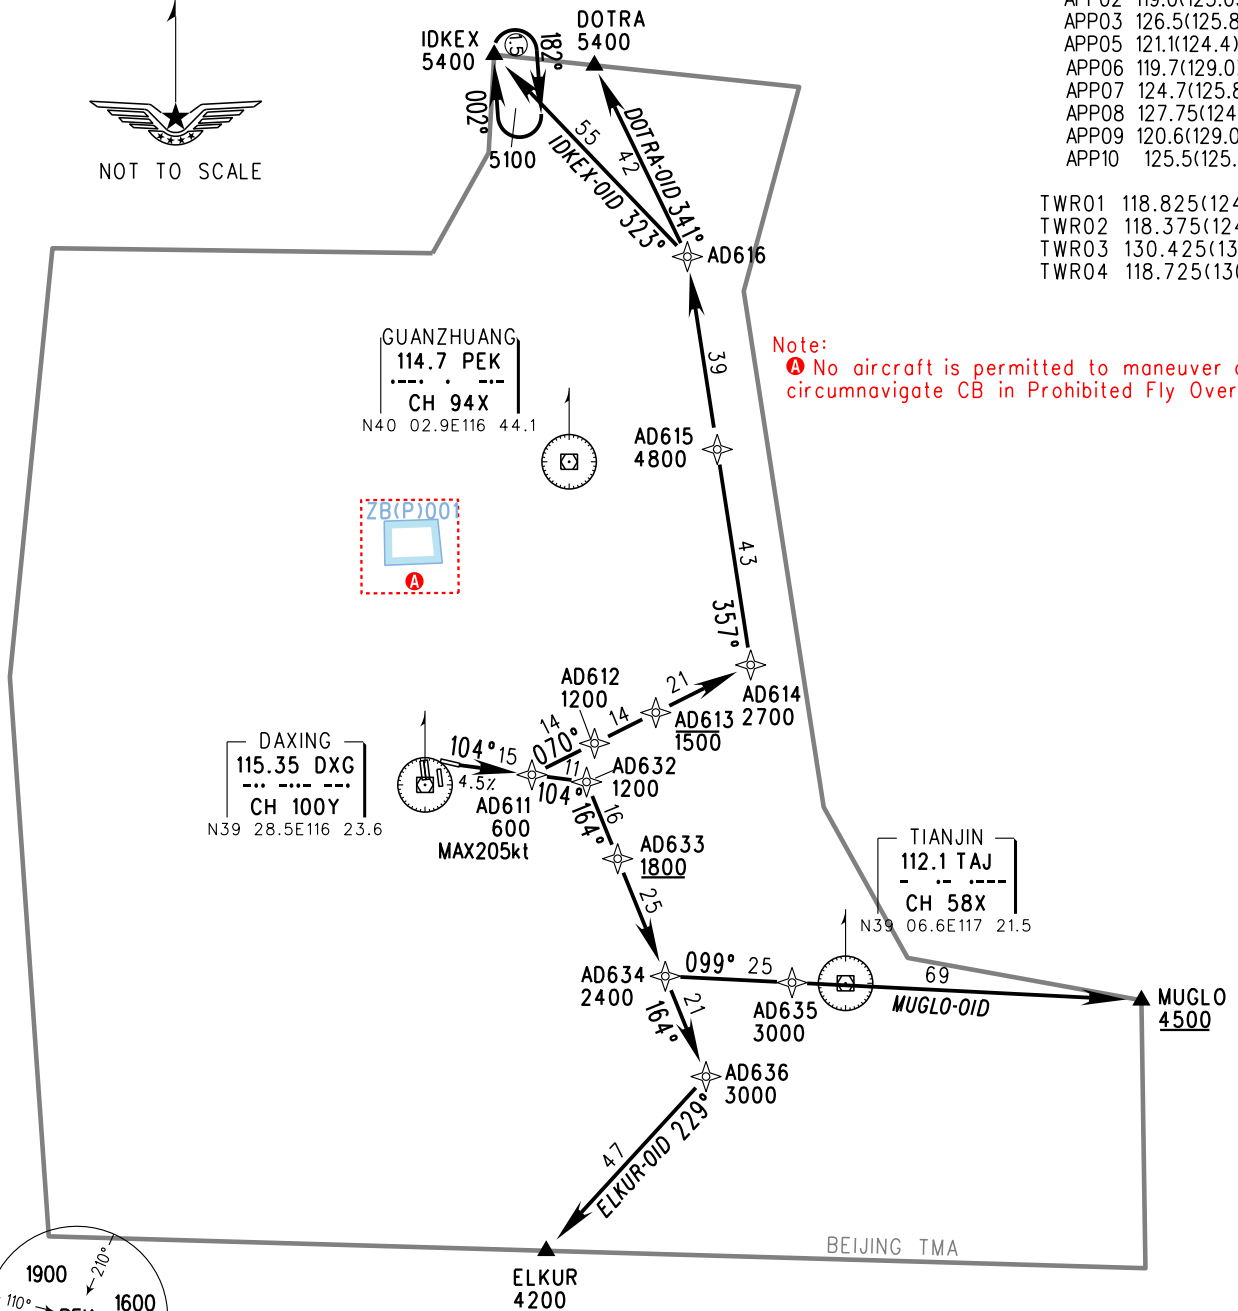 APP03 126.5(125.8
APP05 121.1(124.4)
APP06 119.7(129.0
APP07 124.7(125.8
APP08 127.75(124
APP09 120.6(129.0
APP10 125.5(125.
TWR01 118.825(124
TWR02 118.375(124
TWR03 130.425(13
TWR04 118.725(130
NOT TO SCALE
IDKEX
5400
1.5
182°
002°
5100
DOTRA
5400
55
IDKEX-01D 323°
42
DOTRA-01D 341°
AD616
39
Note:
A No aircraft is permitted to maneuver
circumnavigate CB in Prohibited Fly Over
GUANZHUANG
114.7 PEK
CH 94X
N40 02.9E116 44.1
AD615
4800
43
357°
ZB(P)001
A
AD612
1200
21
14
AD614
2700
AD613
1500
14
070°
DAXING
115.35 DXG
CH 100Y
N39 28.5E116 23.6
104° 15
4.5%
11
104°
AD632
1200
AD611
600
MAX205kt
16
164°
AD633
1800
25
TIANJIN
112.1 TAJ
CH 58X
N39 06.6E117 21.5
AD634
2400
099° 25
69
MUGLO-01D
MUGLO
4500
AD635
3000
21
164°
AD636
3000
47
ELKUR-01D 229°
BEIJING TMA
ELKUR
4200
1900
210°
110°
1600